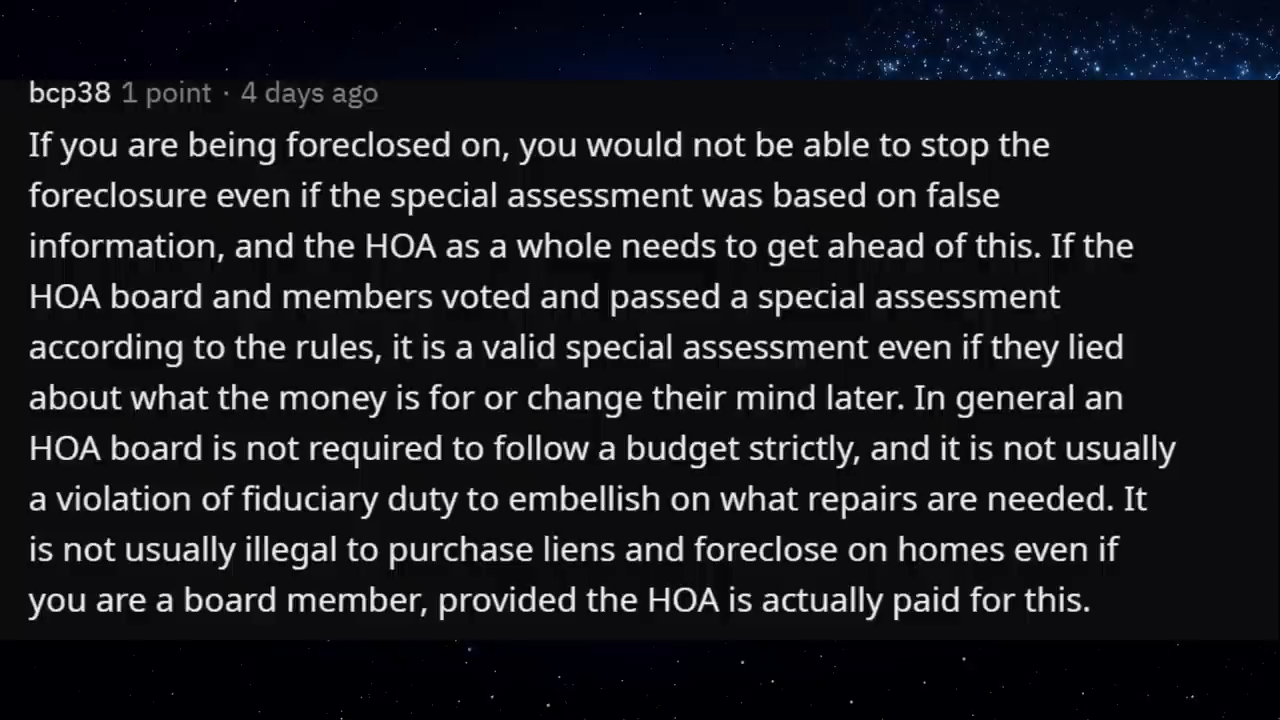 bcp38 1 point · 4 days ago
If you are being foreclosed on, you would not be able to stop the
foreclosure even if the special assessment was based on false
information, and the HOA as a whole needs to get ahead of this. If the
HOA board and members voted and passed a special assessment
according to the rules, it is a valid special assessment even if they lied
about what the money is for or change their mind later. In general an
HOA board is not required to follow a budget strictly, and it is not usually
a violation of fiduciary duty to embellish on what repairs are needed. It
is not usually illegal to purchase liens and foreclose on homes even if
you are a board member, provided the HOA is actually paid for this.